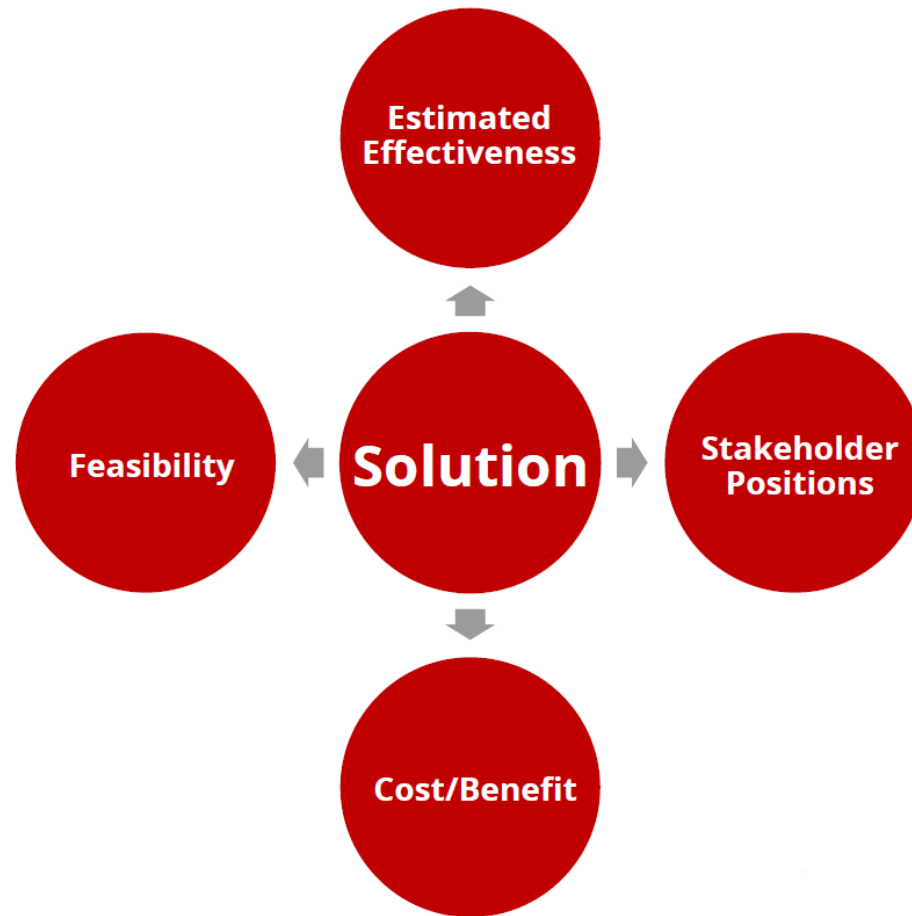 Estimated
Effectiveness
Feasibility
Solution
Stakeholder
Positions
Cost/Benefit